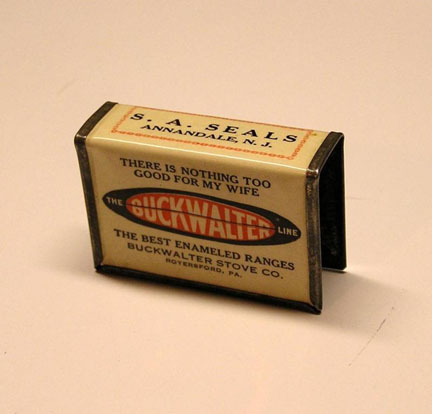 S. A. SEALS
ANNANDALE, N. J.
THERE IS NOTHING TOO
GOOD FOR MY WIFE
THE BUCKWALTER LINE
THE BEST ENAMELED RANGES
BUCKWALTER STOVE CO.
ROYERSFORD, PA.